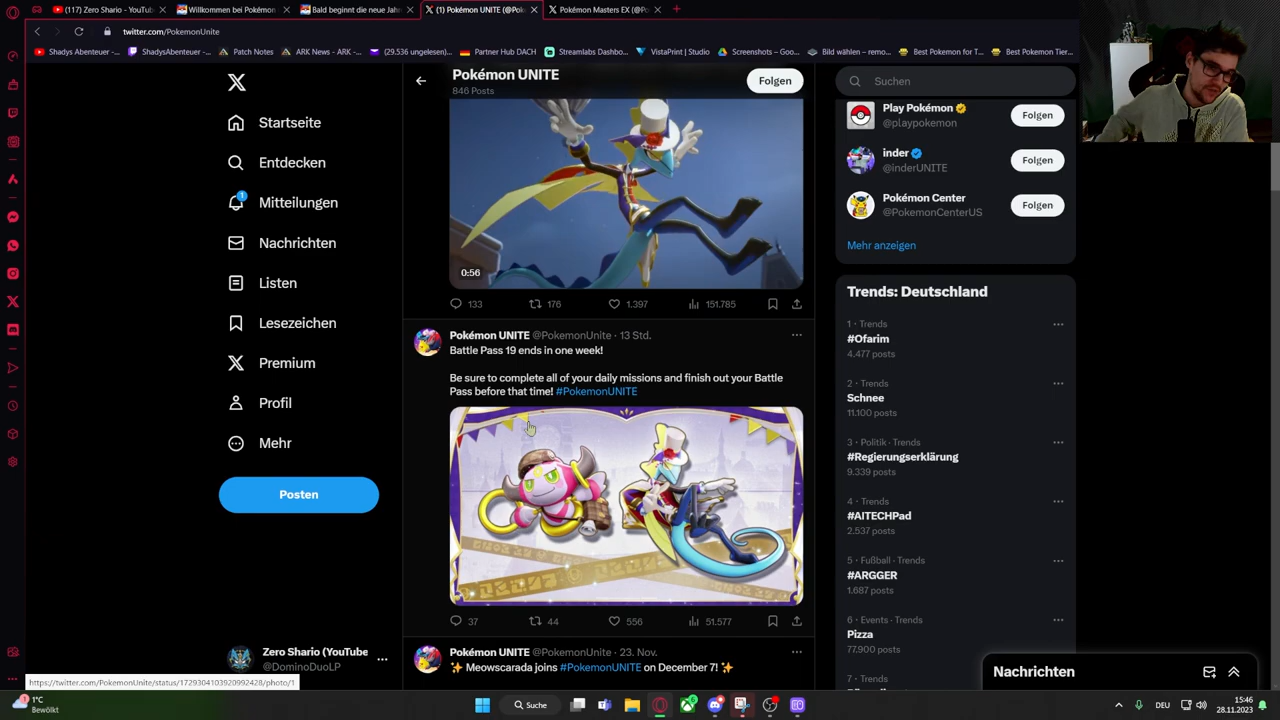 (117) Zero Shario - YouTub
Willkommen bei Pokémon
Bald beginnt die neue Jahr
(1) Pokémon UNITE (@Pok
Pokémon Masters EX (@Po
twitter.com/PokemonUnite
Shadys Abenteuer -...
ShadysAbenteuer -...
Patch Notes
ARK News - ARK -...
(29.536 ungelesen)...
Partner Hub DACH
Streamlabs Dashbo...
VistaPrint | Studio
Screenshots – Goo...
Bild wählen – remo...
Best Pokemon for T...
Best Pokemon Tier...
Startseite
Entdecken
1
Mitteilungen
Nachrichten
Listen
Lesezeichen
Premium
Profil
Mehr
Posten
Zero Shario (YouTube
@DominoDuoLP
https://twitter.com/PokemonUnite/status/1729304103920992428/photo/1
Pokémon UNITE
846 Posts
Folgen
0:56
133 176 1.397 151.785
Pokémon UNITE @PokemonUnite · 13 Std.
Battle Pass 19 ends in one week!
Be sure to complete all of your daily missions and finish out your Battle
Pass before that time! #PokemonUNITE
37 44 556 51.577
Pokémon UNITE @PokemonUnite · 23. Nov.
✨ Meowscarada joins #PokemonUNITE on December 7! ✨
Suchen
Play Pokémon
@playpokemon
Folgen
inder
@inderUNITE
Folgen
Pokémon Center
@PokemonCenterUS
Folgen
Mehr anzeigen
Trends: Deutschland
1 · Trends
#Ofarim
4.477 posts
2 · Trends
Schnee
11.100 posts
3 · Politik · Trends
#Regierungserklärung
9.339 posts
4 · Trends
#AITECHPad
2.537 posts
5 · Fußball · Trends
#ARGGER
1.687 posts
6 · Events · Trends
Pizza
77.900 posts
7 · Trends
Nachrichten
1°C
Bewölkt
Suche
DEU
15:46
28.11.2023